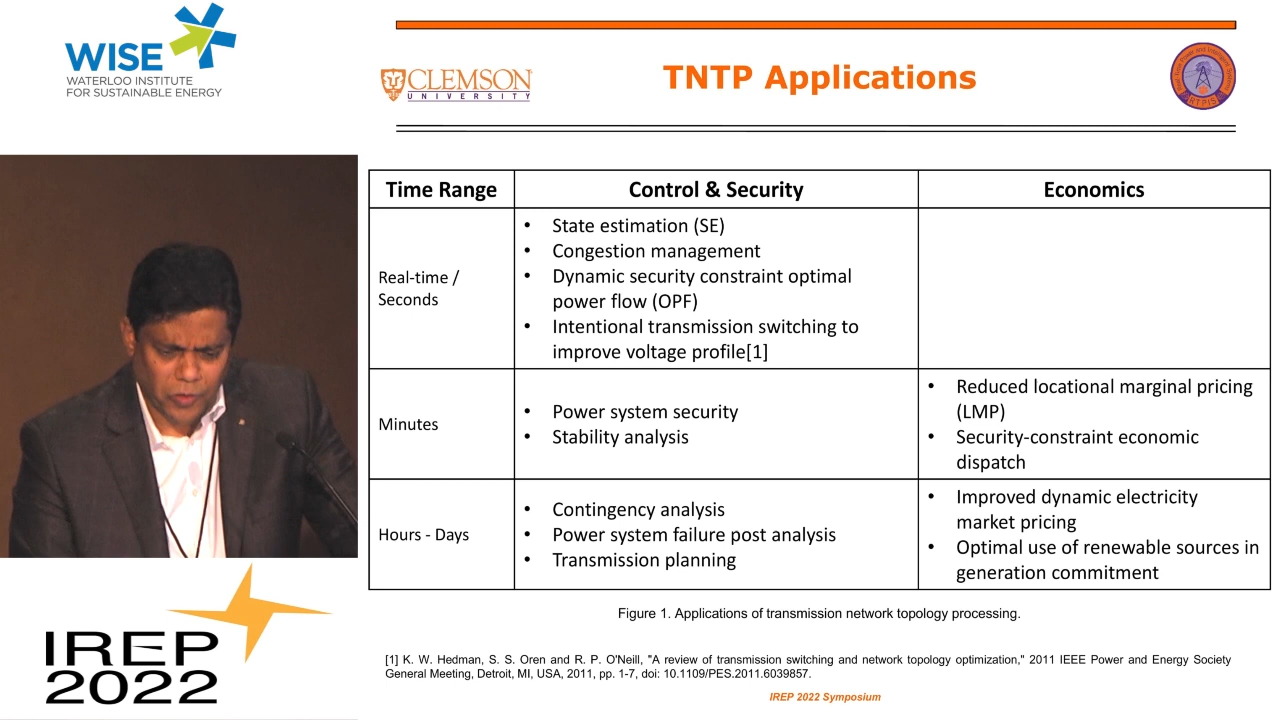 WISE
WATERLOO INSTITUTE
FOR SUSTAINABLE ENERGY
CLEMSON
UNIVERSITY
TNTP Applications
RTPIS
Time Range
Control & Security
Economics
Real-time /
Seconds
• State estimation (SE)
• Congestion management
• Dynamic security constraint optimal
power flow (OPF)
• Intentional transmission switching to
improve voltage profile[1]
Minutes
• Power system security
• Stability analysis
• Reduced locational marginal pricing
(LMP)
• Security-constraint economic
dispatch
Hours - Days
• Contingency analysis
• Power system failure post analysis
• Transmission planning
• Improved dynamic electricity
market pricing
• Optimal use of renewable sources in
generation commitment
Figure 1. Applications of transmission network topology processing.
[1] K. W. Hedman, S. S. Oren and R. P. O'Neill, "A review of transmission switching and network topology optimization," 2011 IEEE Power and Energy Society
General Meeting, Detroit, MI, USA, 2011, pp. 1-7, doi: 10.1109/PES.2011.6039857.
IREP 2022 Symposium
IREP
2022